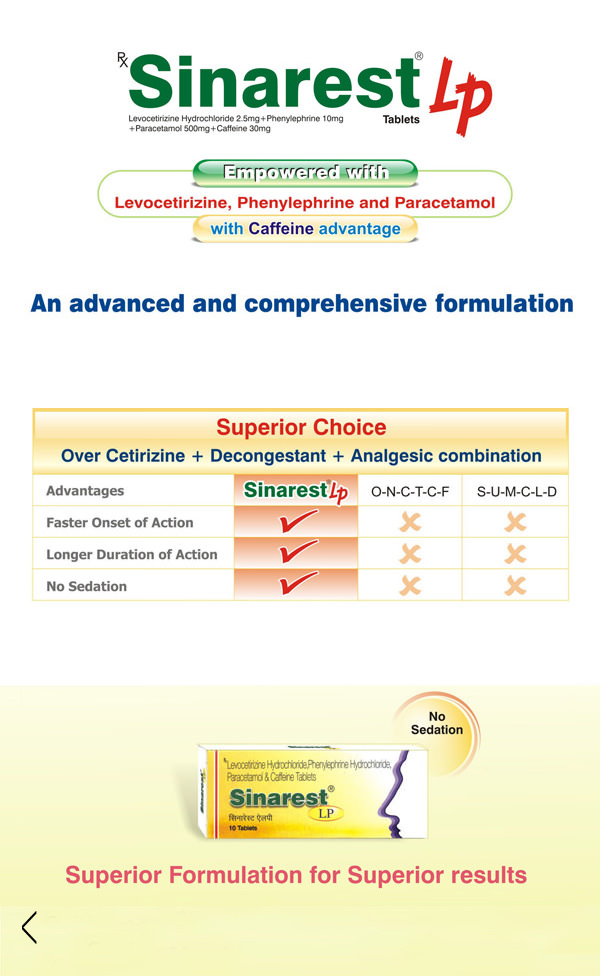 Rx Sinarest® Lp
Levocetirizine Hydrochloride 2.5mg+Phenylephrine 10mg
+Paracetamol 500mg+Caffeine 30mg
Tablets
Empowered with
Levocetirizine, Phenylephrine and Paracetamol
with Caffeine advantage
An advanced and comprehensive formulation
Superior Choice
Over Cetirizine + Decongestant + Analgesic combination
Advantages Sinarest® Lp O-N-C-T-C-F S-U-M-C-L-D
Faster Onset of Action
Longer Duration of Action
No Sedation
No
Sedation
Rx Levocetirizine Hydrochloride,Phenylephrine Hydrochloride,
Paracetamol & Caffeine Tablets
Sinarest®
LP
सिनारेस्ट ऐलपी
10 Tablets
Sinarest
Superior Formulation for Superior results